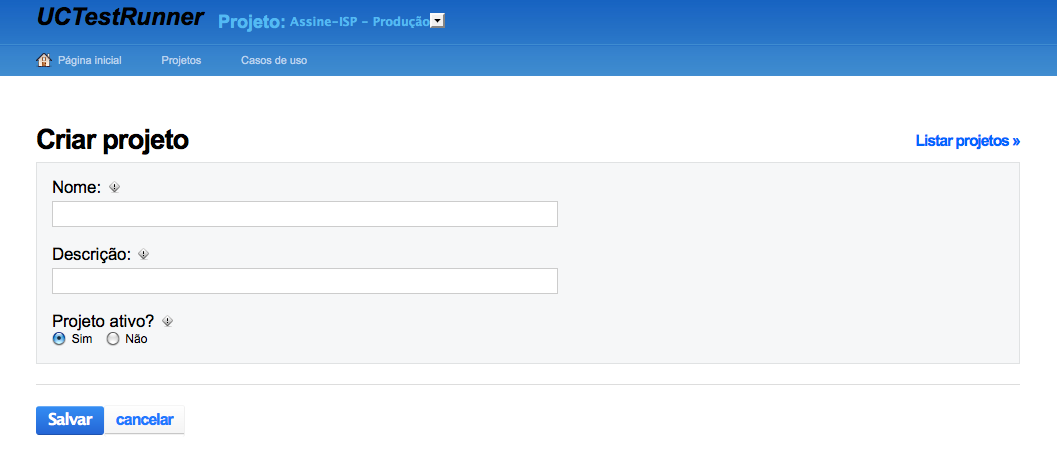 UCTestRunner Projeto: Assine-ISP - Produção
Página inicial Projetos Casos de uso
Criar projeto Listar projetos »
Nome:
Descrição:
Projeto ativo?
Sim Não
Salvar cancelar